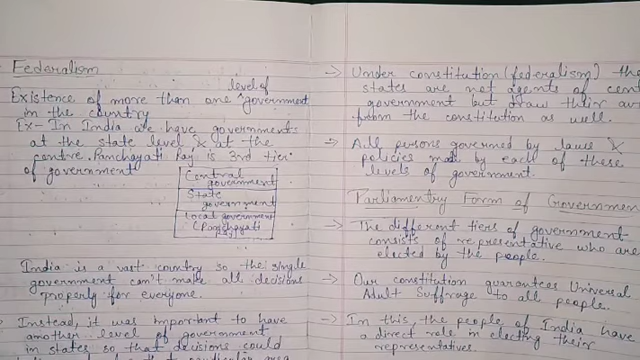 Federalism
level of
Existence of more than one ^government
in the country
Ex- In India we have governments
at the state level & at the
centre. Panchayati Raj is 3rd tier
of government
Central
government
State
government
Local government
(Panchayati
Raj)
India is a vast country so the single
government can't make all decisions
properly for everyone.
Instead, it was important to have
another level of government
in states so that decisions could
particular area
→ Under constitution (federalism) the
states are not agents of
government but draw their
from the constitution as well.
→ All persons governed by laws &
policies made by each of these
levels of government.
Parliamentry Form of Governmen
→ The different tiers of government
consists of representative who are
elected by the people.
→ Our constitution guarantees Universal
Adult Suffrage to all people.
→ In this the people of India have
a direct role in electing their
representatives.